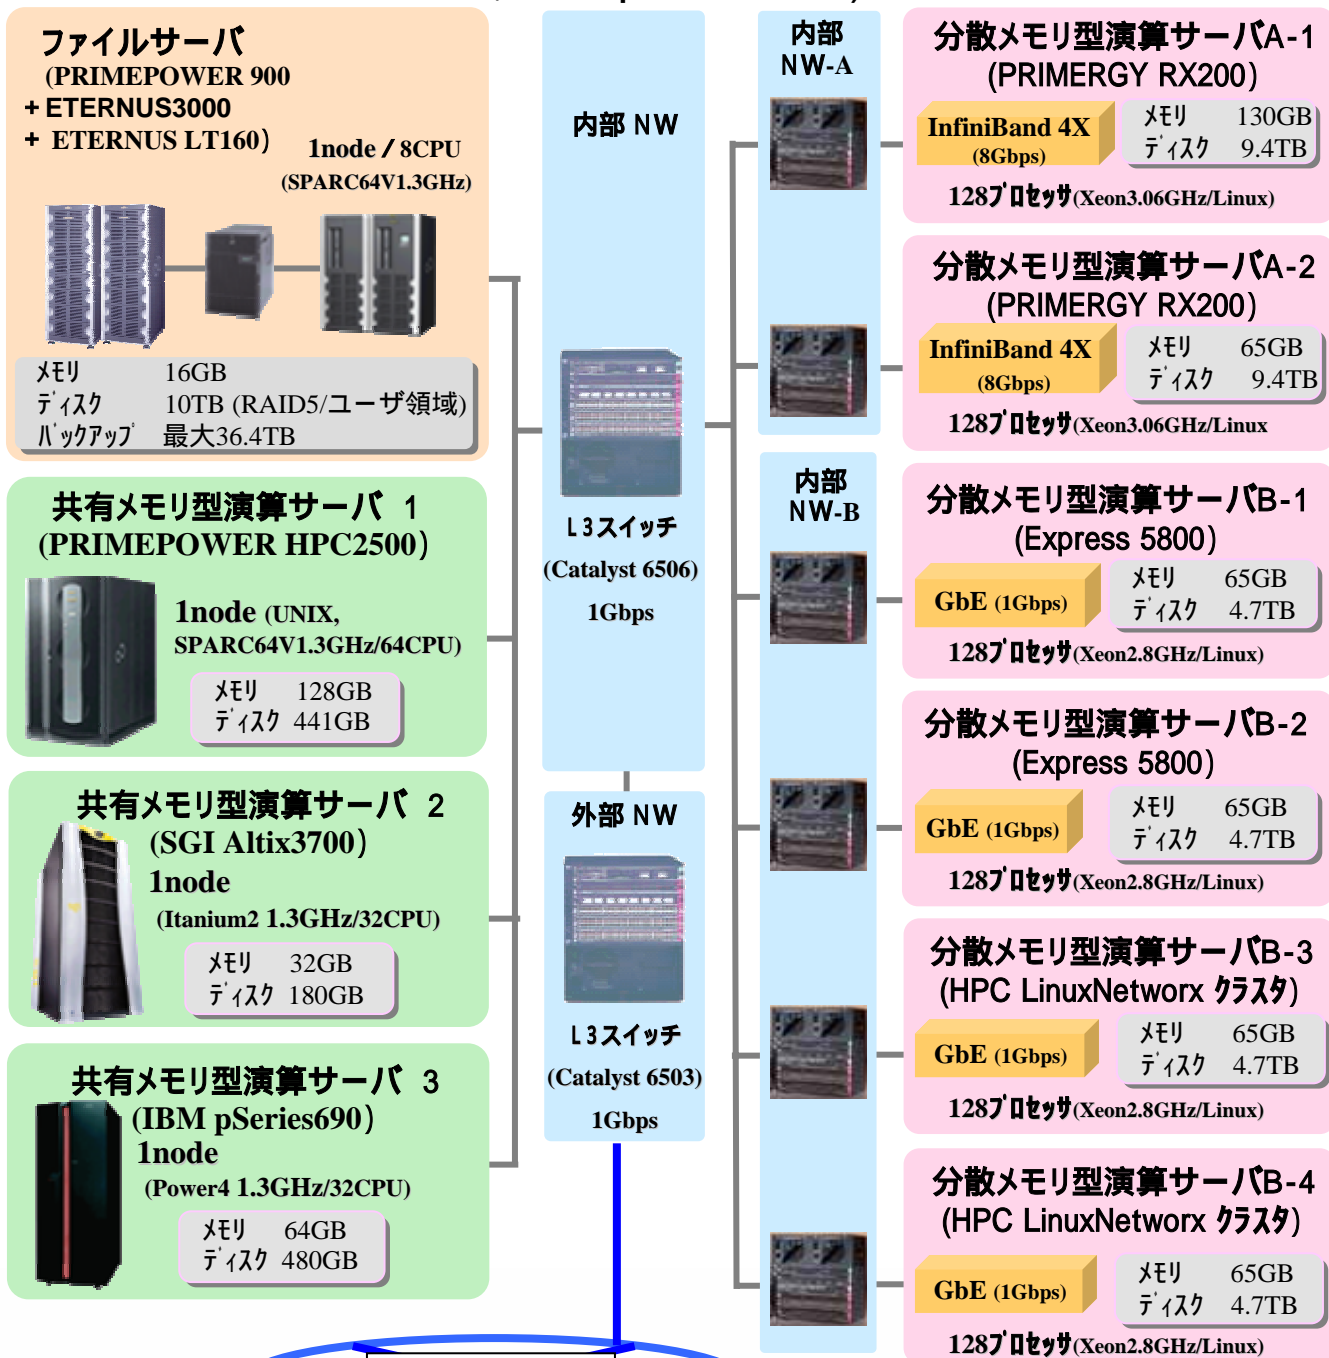 ファイルサーバ
(PRIMEPOWER 900
+ ETERNUS3000
+ ETERNUS LT160)
1node / 8CPU
(SPARC64V1.3GHz)
メモリ 16GB
ディスク 10TB (RAID5/ユーザ領域)
バックアップ 最大36.4TB
共有メモリ型演算サーバ 1
(PRIMEPOWER HPC2500)
1node (UNIX,
SPARC64V1.3GHz/64CPU)
メモリ 128GB
ディスク 441GB
共有メモリ型演算サーバ 2
(SGI Altix3700)
1node
(Itanium2 1.3GHz/32CPU)
メモリ 32GB
ディスク 180GB
共有メモリ型演算サーバ 3
(IBM pSeries690)
1node
(Power4 1.3GHz/32CPU)
メモリ 64GB
ディスク 480GB
内部 NW
L3スイッチ
(Catalyst 6506)
1Gbps
外部 NW
L3スイッチ
(Catalyst 6503)
1Gbps
内部
NW-A
内部
NW-B
分散メモリ型演算サーバA-1
(PRIMERGY RX200)
InfiniBand 4X
(8Gbps)
メモリ 130GB
ディスク 9.4TB
128プロセッサ(Xeon3.06GHz/Linux)
分散メモリ型演算サーバA-2
(PRIMERGY RX200)
InfiniBand 4X
(8Gbps)
メモリ 65GB
ディスク 9.4TB
128プロセッサ(Xeon3.06GHz/Linux
分散メモリ型演算サーバB-1
(Express 5800)
GbE (1Gbps)
メモリ 65GB
ディスク 4.7TB
128プロセッサ(Xeon2.8GHz/Linux)
分散メモリ型演算サーバB-2
(Express 5800)
GbE (1Gbps)
メモリ 65GB
ディスク 4.7TB
128プロセッサ(Xeon2.8GHz/Linux)
分散メモリ型演算サーバB-3
(HPC LinuxNetworx クラスタ)
GbE (1Gbps)
メモリ 65GB
ディスク 4.7TB
128プロセッサ(Xeon2.8GHz/Linux)
分散メモリ型演算サーバB-4
(HPC LinuxNetworx クラスタ)
GbE (1Gbps)
メモリ 65GB
ディスク 4.7TB
128プロセッサ(Xeon2.8GHz/Linux)